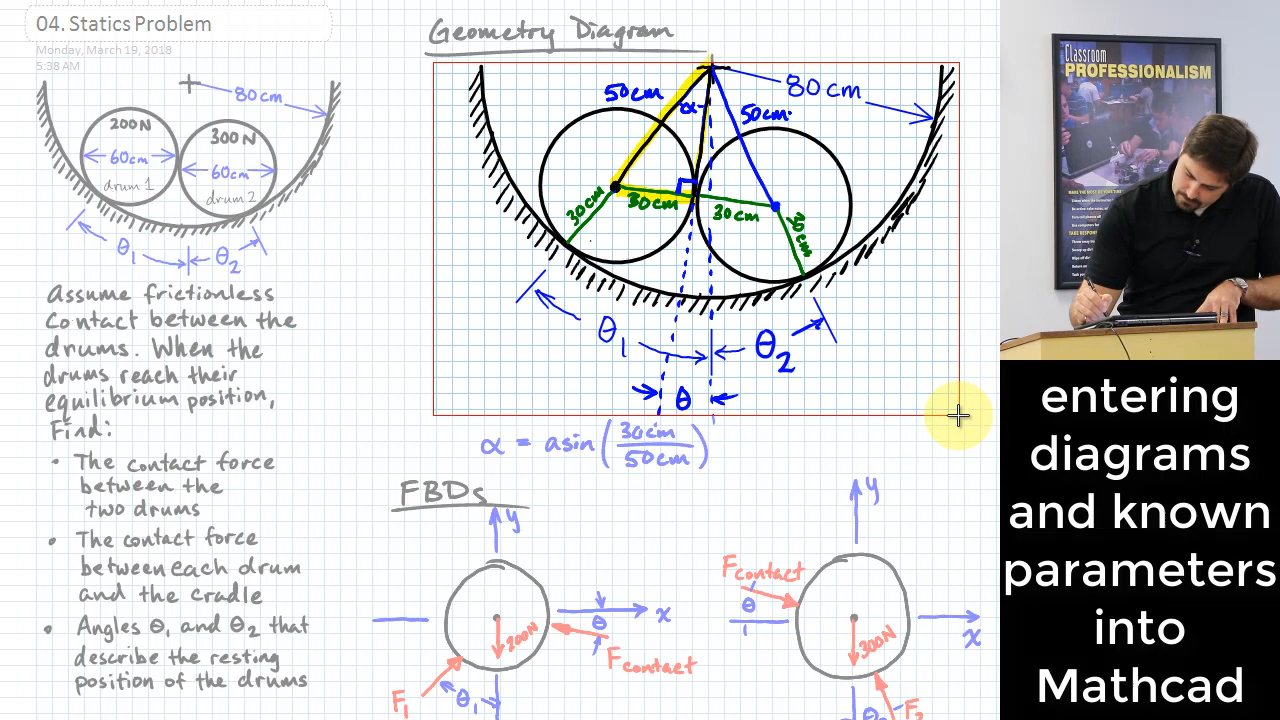 04. Statics Problem
Monday, March 19, 2018
5:38 AM
80cm
200N
300N
60cm
60cm
drum 1
drum 2
θ1
θ2
Assume frictionless
contact between the
drums. When the
drums reach their
equilibrium position,
Find:
• The contact force
between the
two drums
• The contact force
between each drum
and the cradle
• Angles θ1 and θ2 that
describe the resting
position of the drums
Geometry Diagram
50cm
α
50cm
80cm
30cm
30cm
30cm
30cm
θ1
θ2
θ
α = asin(30cm/50cm)
FBDs
y
x
θ
200N
Fcontact
F1
θ1
y
Fcontact
θ
x
300N
F2
Classroom
PROFESSIONALISM
entering
diagrams
and known
parameters
into
Mathcad